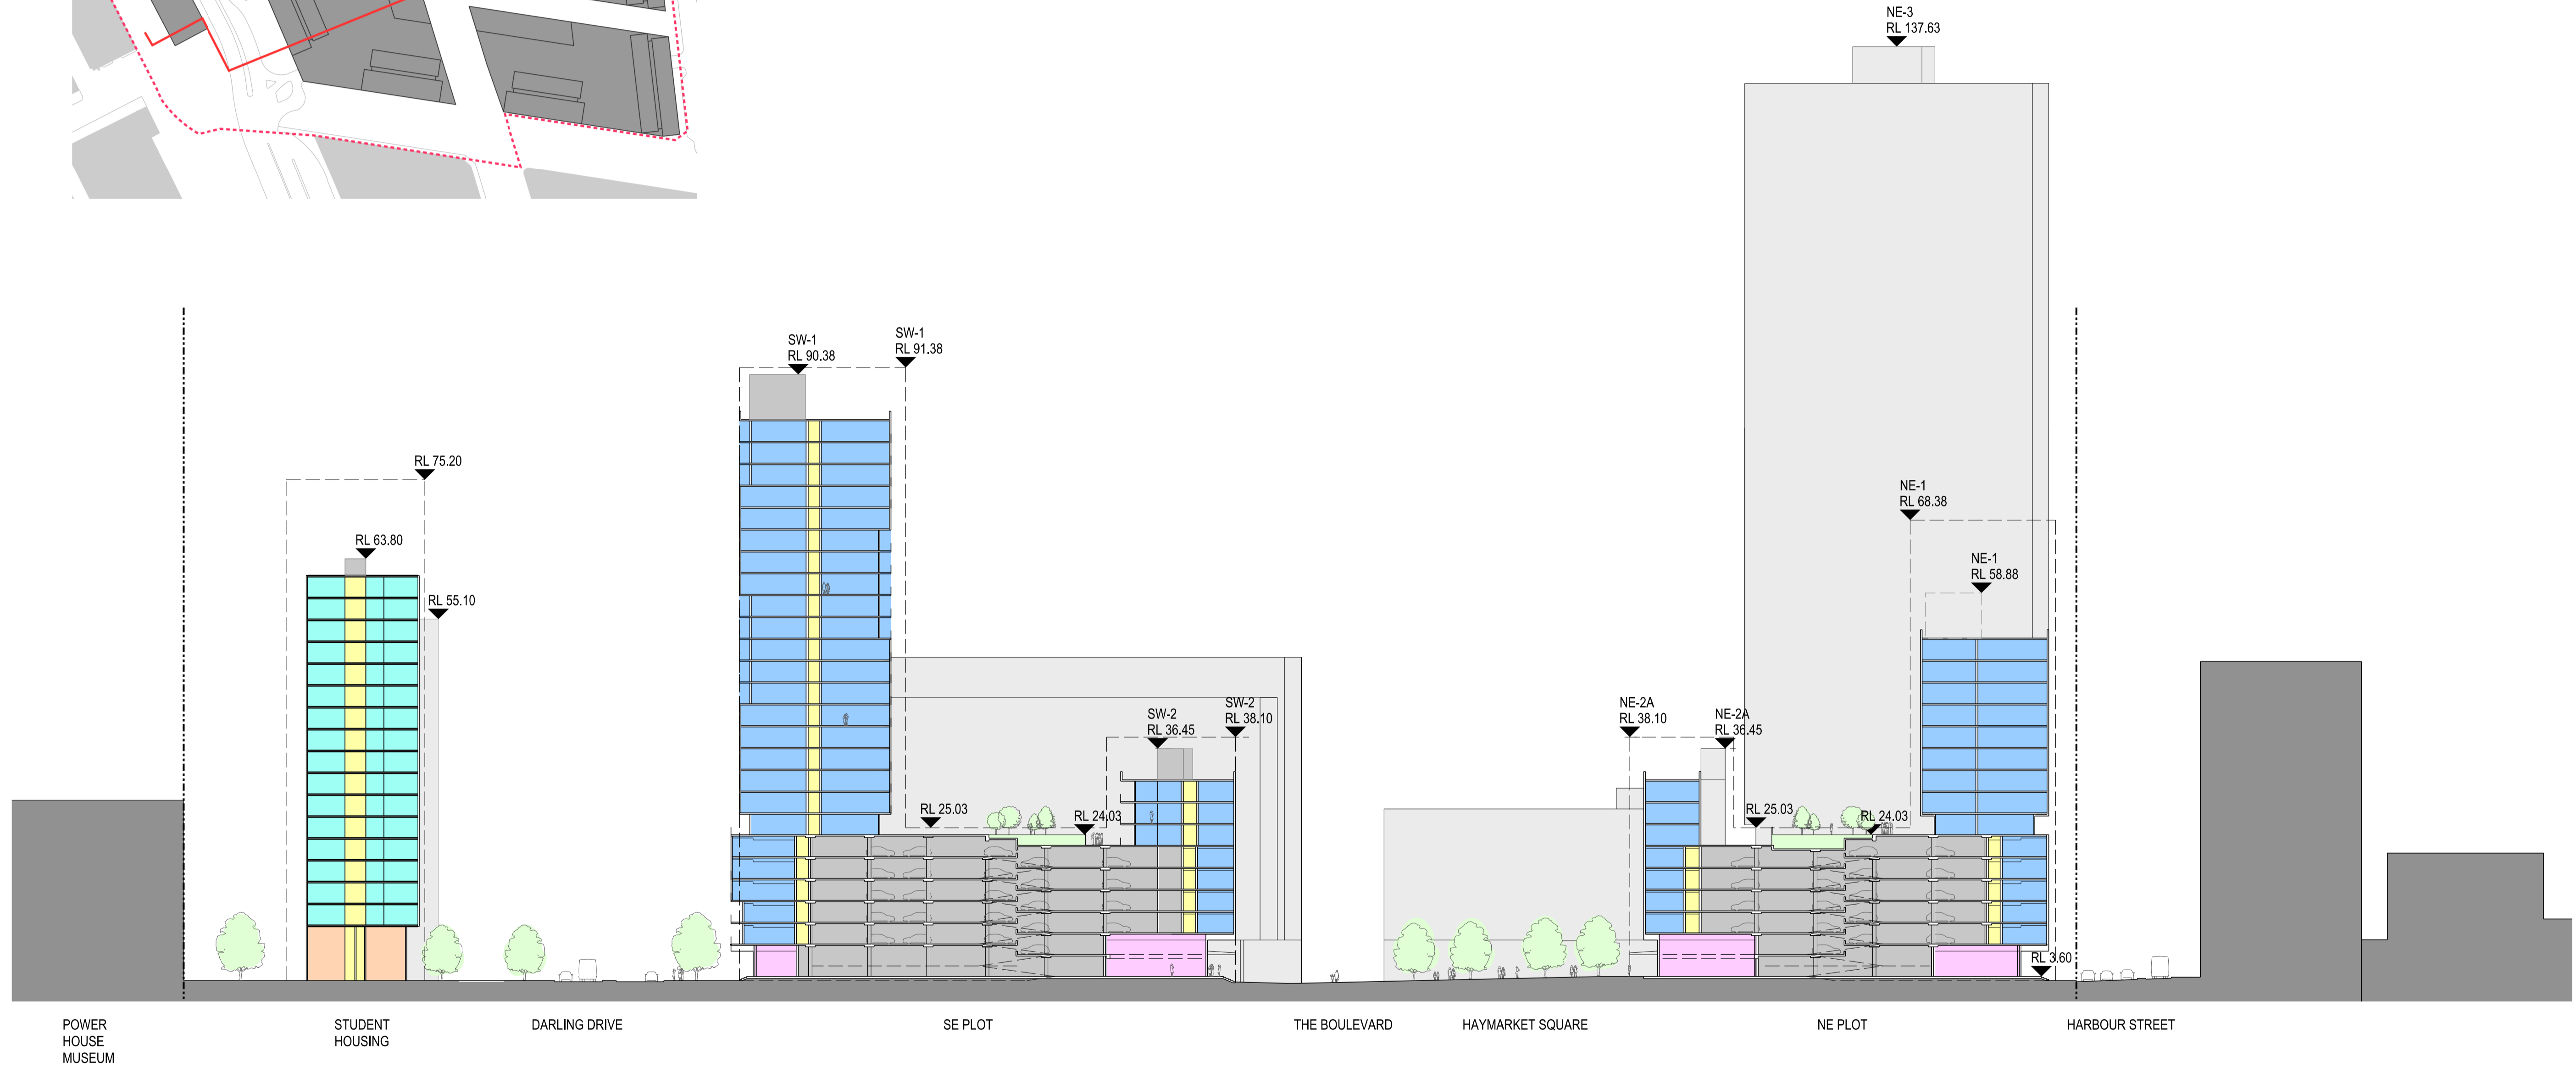 NE-3
RL 137.63
SW-1
RL 90.38
SW-1
RL 91.38
RL 75.20
NE-1
RL 68.38
RL 63.80
NE-1
RL 58.88
RL 55.10
SW-2
RL 36.45
SW-2
RL 38.10
NE-2A
RL 38.10
NE-2A
RL 36.45
RL 25.03
RL 24.03
RL 25.03
RL 24.03
RL 3.60
POWER
HOUSE
MUSEUM
STUDENT
HOUSING
DARLING DRIVE
SE PLOT
THE BOULEVARD
HAYMARKET SQUARE
NE PLOT
HARBOUR STREET